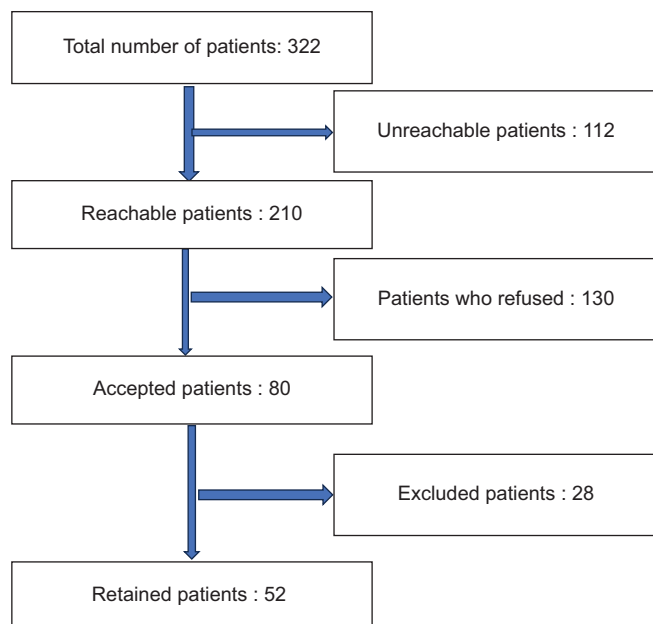 Total number of patients: 322
Unreachable patients : 112
Reachable patients : 210
Patients who refused : 130
Accepted patients : 80
Excluded patients : 28
Retained patients : 52